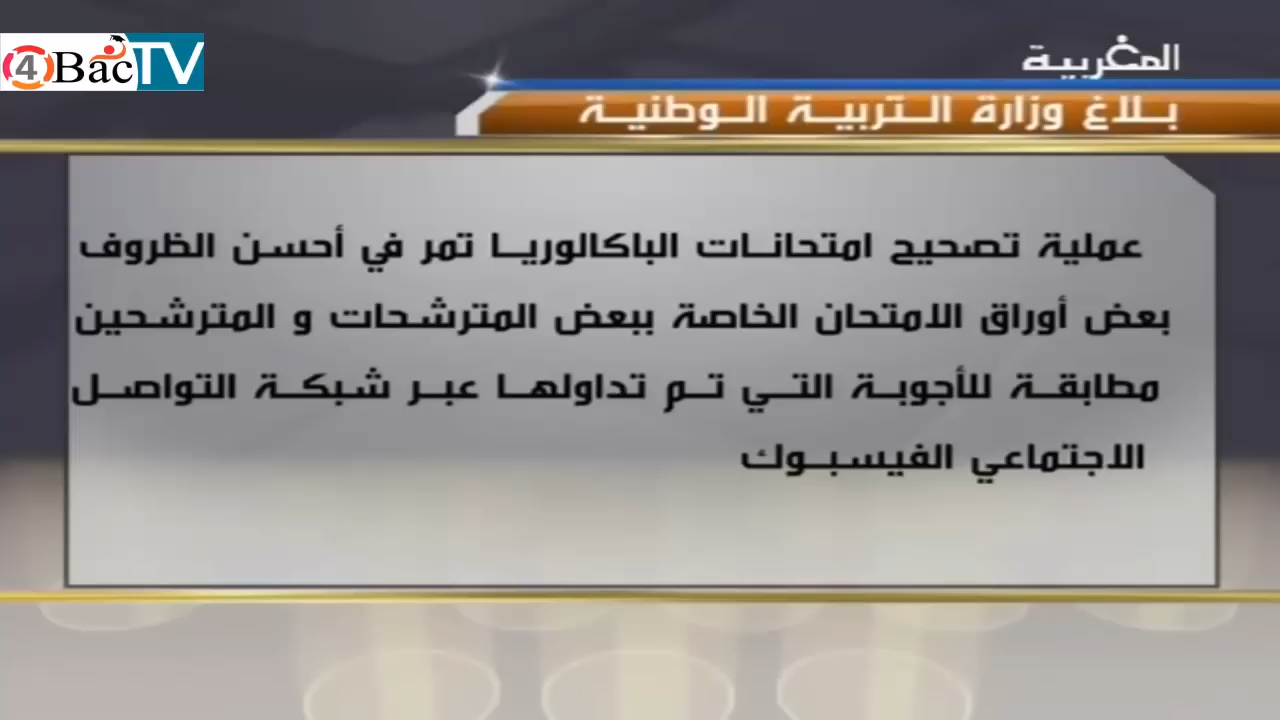 4BacTV
المغربية
بلاغ وزارة التربية الوطنية
عملية تصحيح امتحانات الباكالوريا تمر في أحسن الظروف
بعض أوراق الامتحان الخاصة ببعض المترشحات و المترشحين
مطابقة للأجوبة التي تم تداولها عبر شبكة التواصل
الاجتماعي الفيسبوك